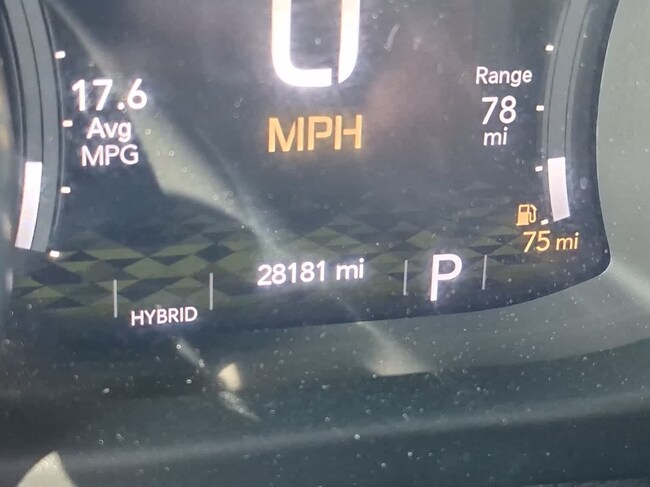 0
MPH
17.6
Avg
MPG
Range
78
mi
75 mi
28181 mi
P
HYBRID